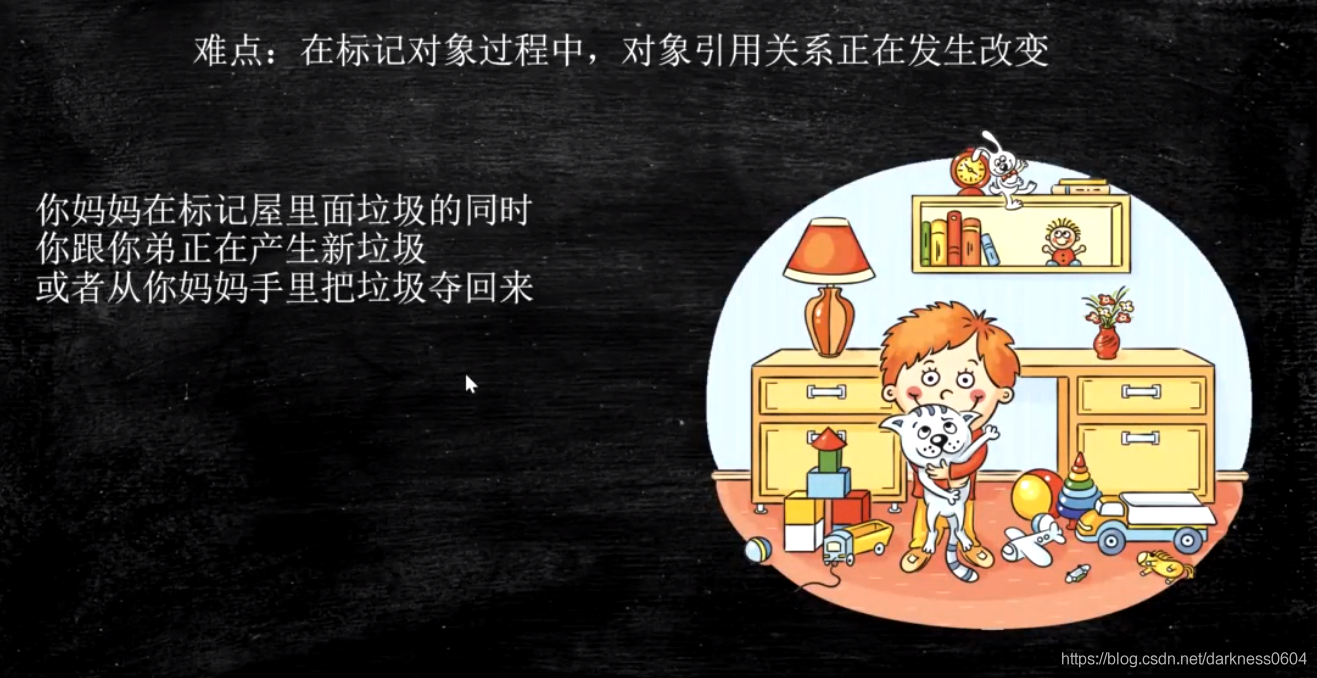 难点：在标记对象过程中，对象引用关系正在发生改变
你妈妈在标记屋里面垃圾的同时
你跟你弟正在产生新垃圾
或者从你妈妈手里把垃圾夺回来
https://blog.csdn.net/darkness0604